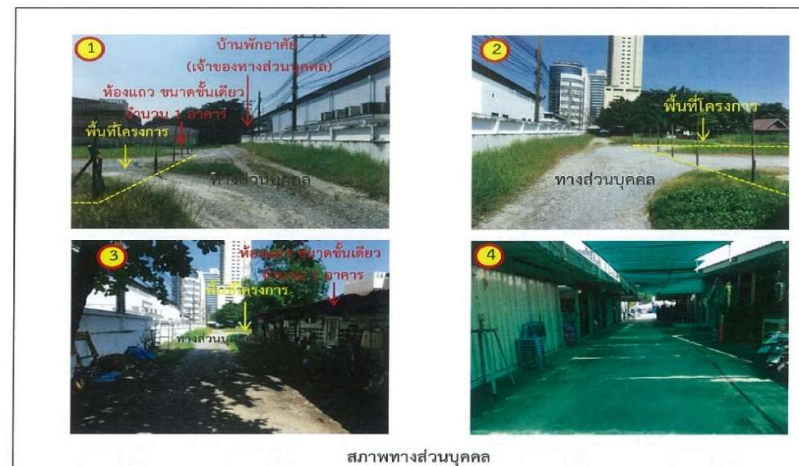 1
บ้านพักอาศัย
(เจ้าของทางส่วนบุคคล)
ห้องแถว ขนาดชั้นเดียว
จำนวน 1 อาคาร
พื้นที่โครงการ
ทางส่วนบุคคล
2
พื้นที่โครงการ
ทางส่วนบุคคล
3
ห้องแถว ขนาดชั้นเดียว
อาคาร
พื้นที่โครงการ
ทางส่วนบุคคล
4
สภาพทางส่วนบุคคล